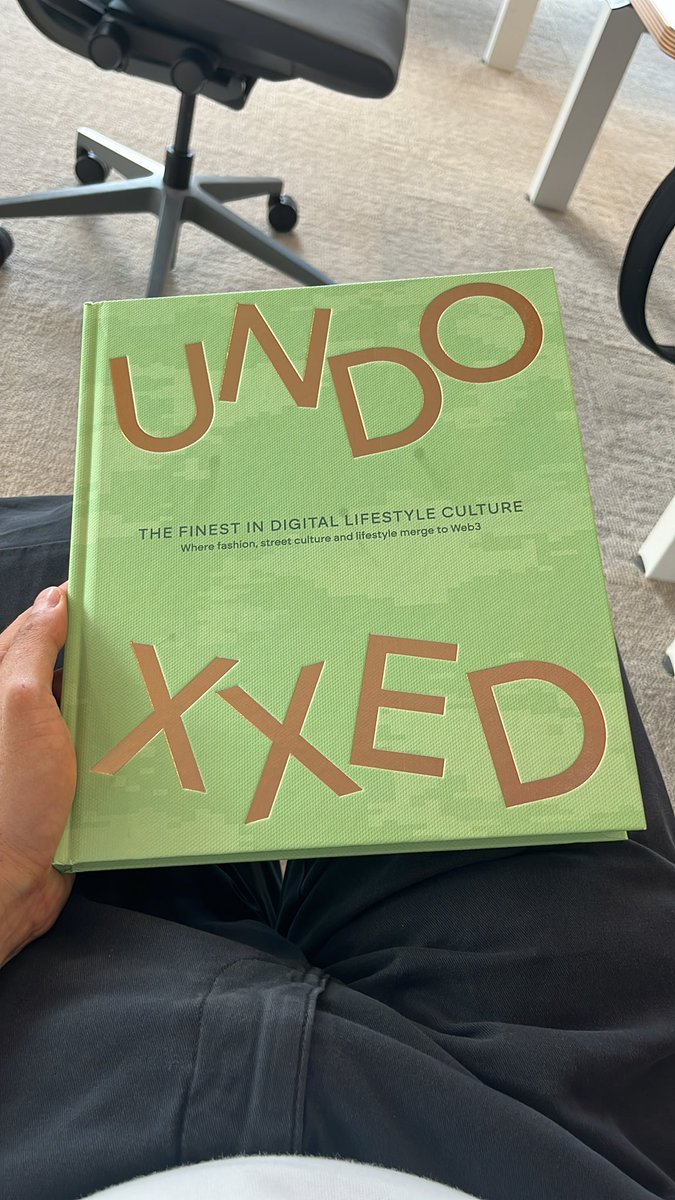 UNDO
THE FINEST IN DIGITAL LIFESTYLE CULTURE
Where fashion, street culture and lifestyle merge to Web3
XXED